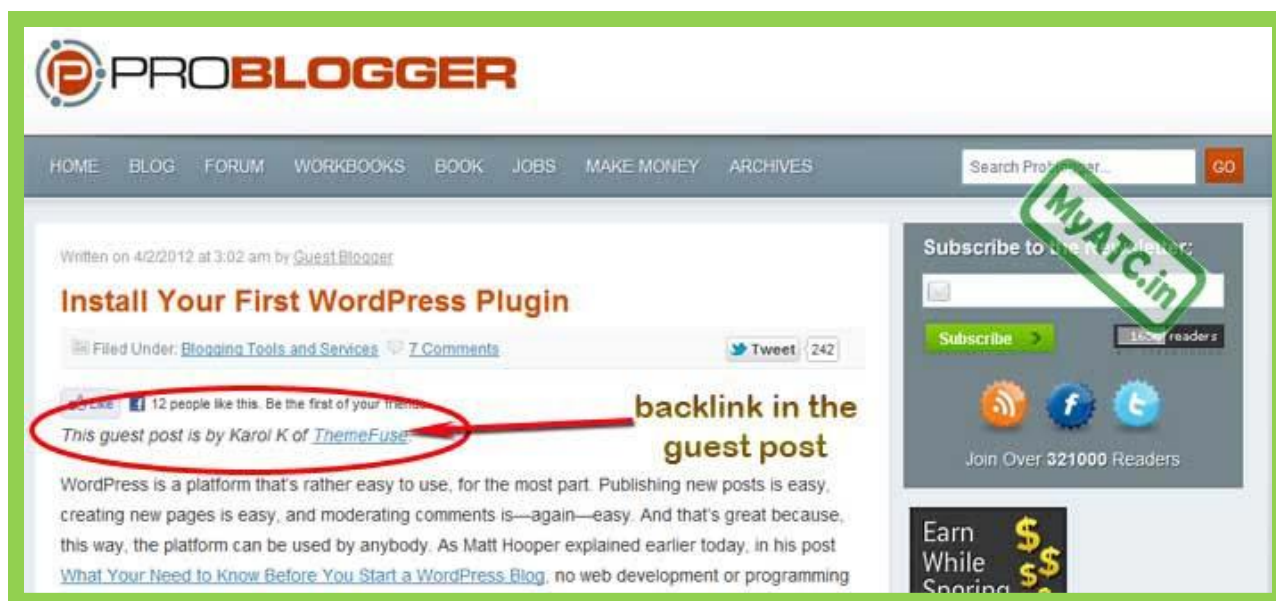 PROBLOGGER
HOME BLOG FORUM WORKBOOKS BOOK JOBS MAKE MONEY ARCHIVES
Search Problogger... GO
MyATC.in
Written on 4/2/2012 at 3:02 am by Guest Blogger
Install Your First WordPress Plugin
Filed Under: Blogging Tools and Services 7 Comments
Tweet 242
Like 12 people like this. Be the first of your friends.
This guest post is by Karol K of ThemeFuse.
backlink in the
guest post
WordPress is a platform that's rather easy to use, for the most part. Publishing new posts is easy,
creating new pages is easy, and moderating comments is—again—easy. And that's great because,
this way, the platform can be used by anybody. As Matt Hooper explained earlier today, in his post
What Your Need to Know Before You Start a WordPress Blog, no web development or programming
Subscribe to the Newsletter:
Subscribe
readers
Join Over 321000 Readers
Earn
While
Snoring